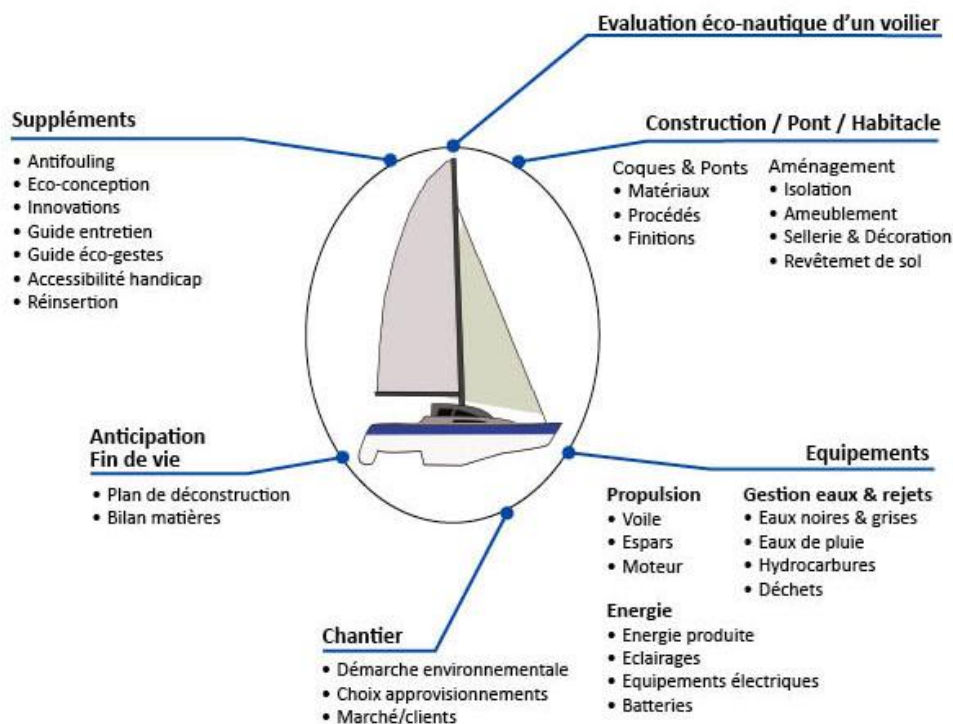 Evaluation éco-nautique d'un voilier
Suppléments
• Antifouling
• Eco-conception
• Innovations
• Guide entretien
• Guide éco-gestes
• Accessibilité handicap
• Réinsertion
Construction / Pont / Habitacle
Coques & Ponts
• Matériaux
• Procédés
• Finitions
Aménagement
• Isolation
• Ameublement
• Sellerie & Décoration
• Revêtemet de sol
Anticipation
Fin de vie
• Plan de déconstruction
• Bilan matières
Equipements
Propulsion
• Voile
• Espars
• Moteur
Gestion eaux & rejets
• Eaux noires & grises
• Eaux de pluie
• Hydrocarbures
• Déchets
Energie
• Energie produite
• Eclairages
• Equipements électriques
• Batteries
Chantier
• Démarche environnementale
• Choix approvisionnements
• Marché/clients